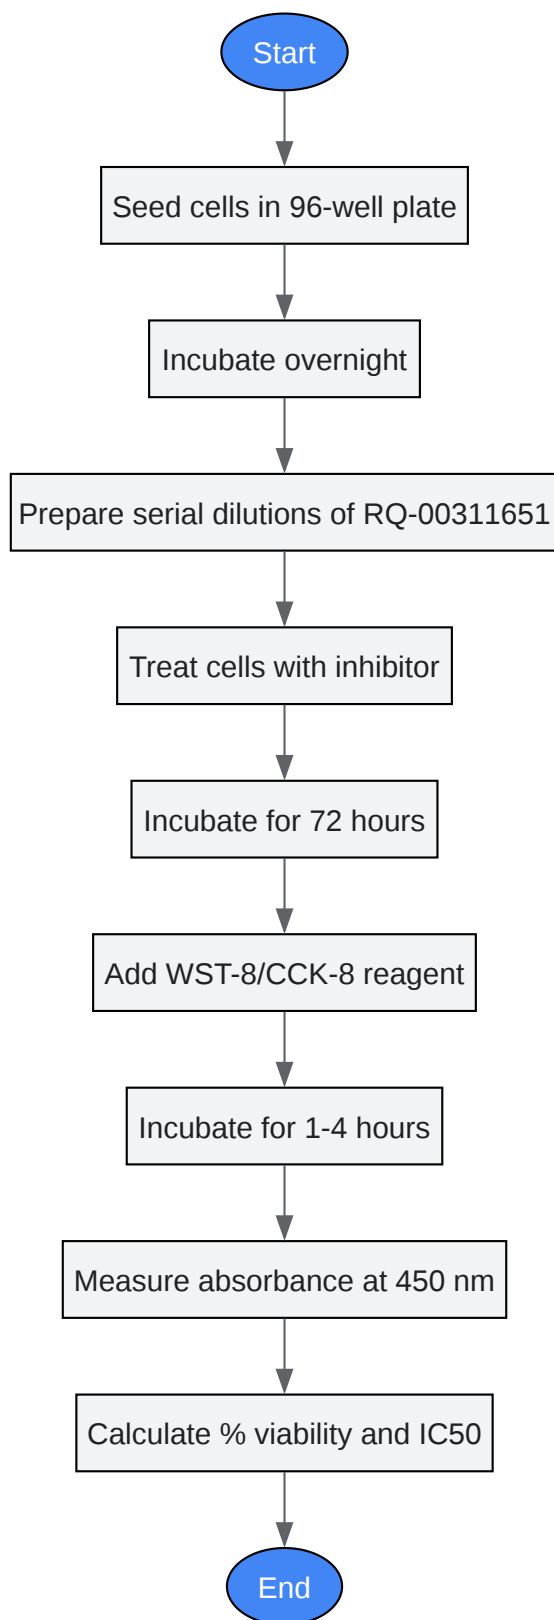 Start
Seed cells in 96-well plate
Incubate overnight
Prepare serial dilutions of RQ-00311651
Treat cells with inhibitor
Incubate for 72 hours
Add WST-8/CCK-8 reagent
Incubate for 1-4 hours
Measure absorbance at 450 nm
Calculate % viability and IC50
End